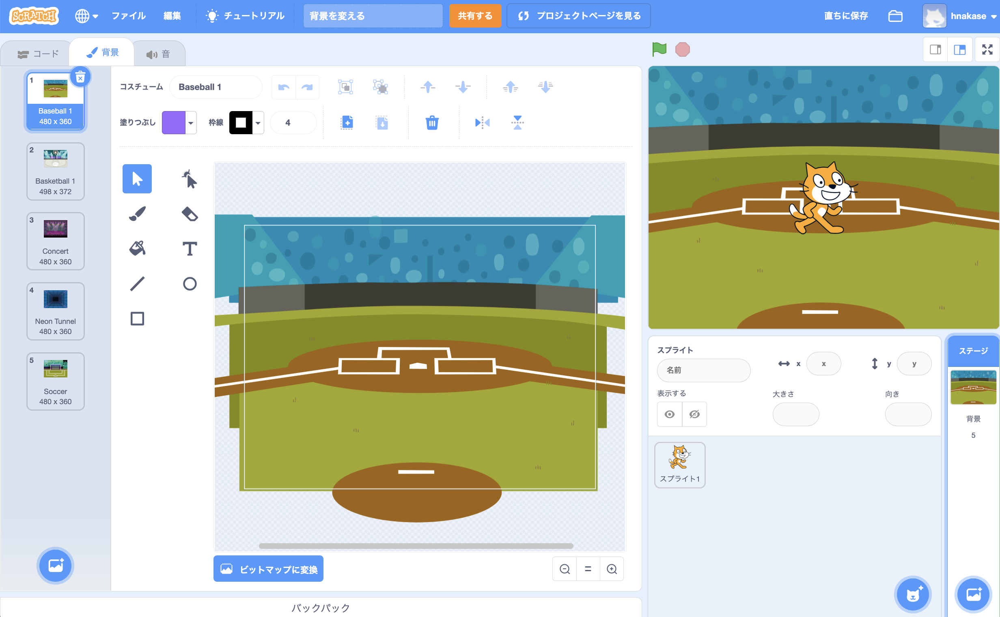 SCRATCH
ファイル
編集
チュートリアル
背景を変える
共有する
プロジェクトページを見る
直ちに保存
hnakase
コード
背景
音
1
Baseball 1
480 x 360
2
Basketball 1
498 x 372
3
Concert
480 x 360
4
Neon Tunnel
480 x 360
5
Soccer
480 x 360
コスチューム
Baseball 1
塗りつぶし
枠線
4
T
ビットマップに変換
=
バックパック
スプライト
名前
x
x
y
y
表示する
大きさ
向き
スプライト1
ステージ
背景
5